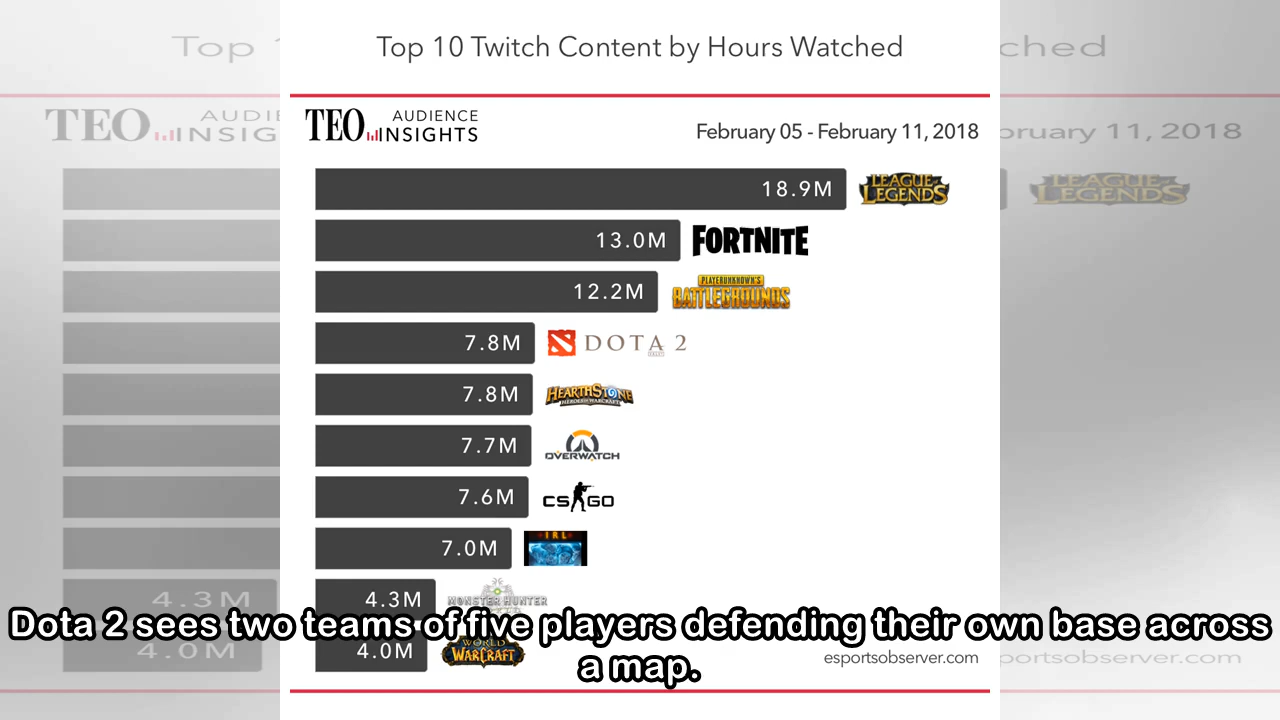 Top 10 Twitch Content by Hours Watched
TEO AUDIENCE INSIGHTS
February 05 - February 11, 2018
18.9M LEAGUE OF LEGENDS
13.0M FORTNITE
12.2M PLAYERUNKNOWN'S BATTLEGROUNDS
7.8M DOTA 2
7.8M HEARTHSTONE HEROES OF WARCRAFT
7.7M OVERWATCH
7.6M CS GO
7.0M IRL
4.3M MONSTER HUNTER
4.0M WORLD WARCRAFT
esportsobserver.com
Dota 2 sees two teams of five players defending their own base across
a map.